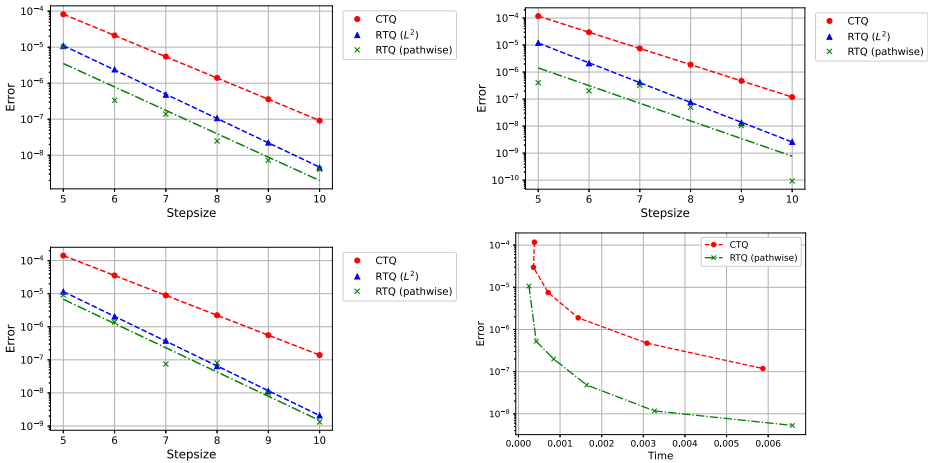 10⁻⁴
10⁻⁵
10⁻⁶
10⁻⁷
10⁻⁸
Error
5 6 7 8 9 10
Stepsize
CTQ
RTQ (L²)
RTQ (pathwise)
10⁻⁴
10⁻⁵
10⁻⁶
10⁻⁷
10⁻⁸
10⁻⁹
10⁻¹⁰
Error
5 6 7 8 9 10
Stepsize
CTQ
RTQ (L²)
RTQ (pathwise)
10⁻⁴
10⁻⁵
10⁻⁶
10⁻⁷
10⁻⁸
10⁻⁹
Error
5 6 7 8 9 10
Stepsize
CTQ
RTQ (L²)
RTQ (pathwise)
10⁻⁴
10⁻⁵
10⁻⁶
10⁻⁷
10⁻⁸
Error
0.000 0.001 0.002 0.003 0.004 0.005 0.006
Time
CTQ
RTQ (pathwise)